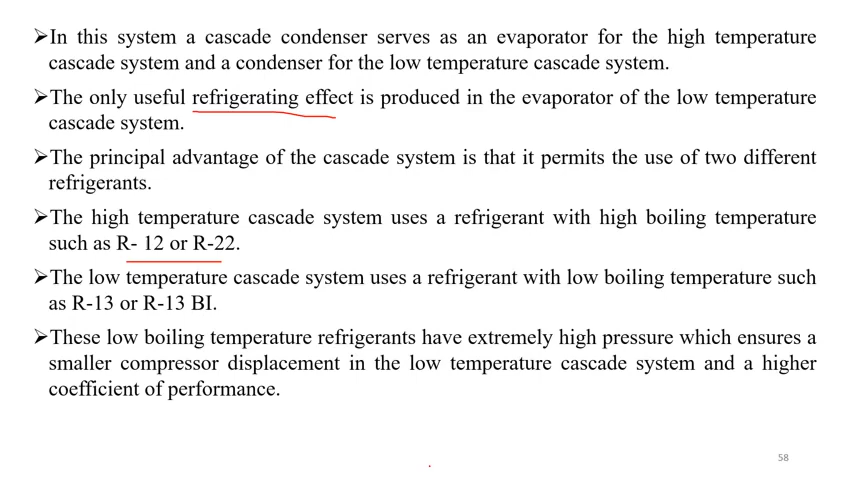 ➢In this system a cascade condenser serves as an evaporator for the high temperature
cascade system and a condenser for the low temperature cascade system.
➢The only useful refrigerating effect is produced in the evaporator of the low temperature
cascade system.
➢The principal advantage of the cascade system is that it permits the use of two different
refrigerants.
➢The high temperature cascade system uses a refrigerant with high boiling temperature
such as R- 12 or R-22.
➢The low temperature cascade system uses a refrigerant with low boiling temperature such
as R-13 or R-13 BI.
➢These low boiling temperature refrigerants have extremely high pressure which ensures a
smaller compressor displacement in the low temperature cascade system and a higher
coefficient of performance.
58